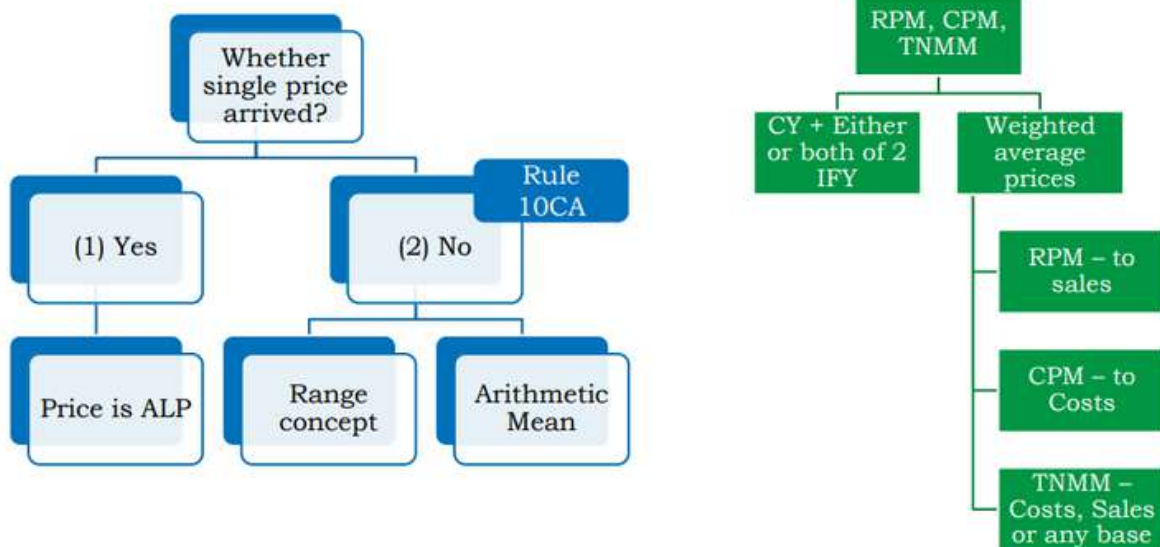 Whether
single price
arrived?
Rule
10CA
(1) Yes
(2) No
Price is ALP
Range
concept
Arithmetic
Mean
RPM, CPM,
TNMM
CY + Either
or both of 2
IFY
Weighted
average
prices
RPM – to
sales
CPM – to
Costs
TNMM –
Costs, Sales
or any base